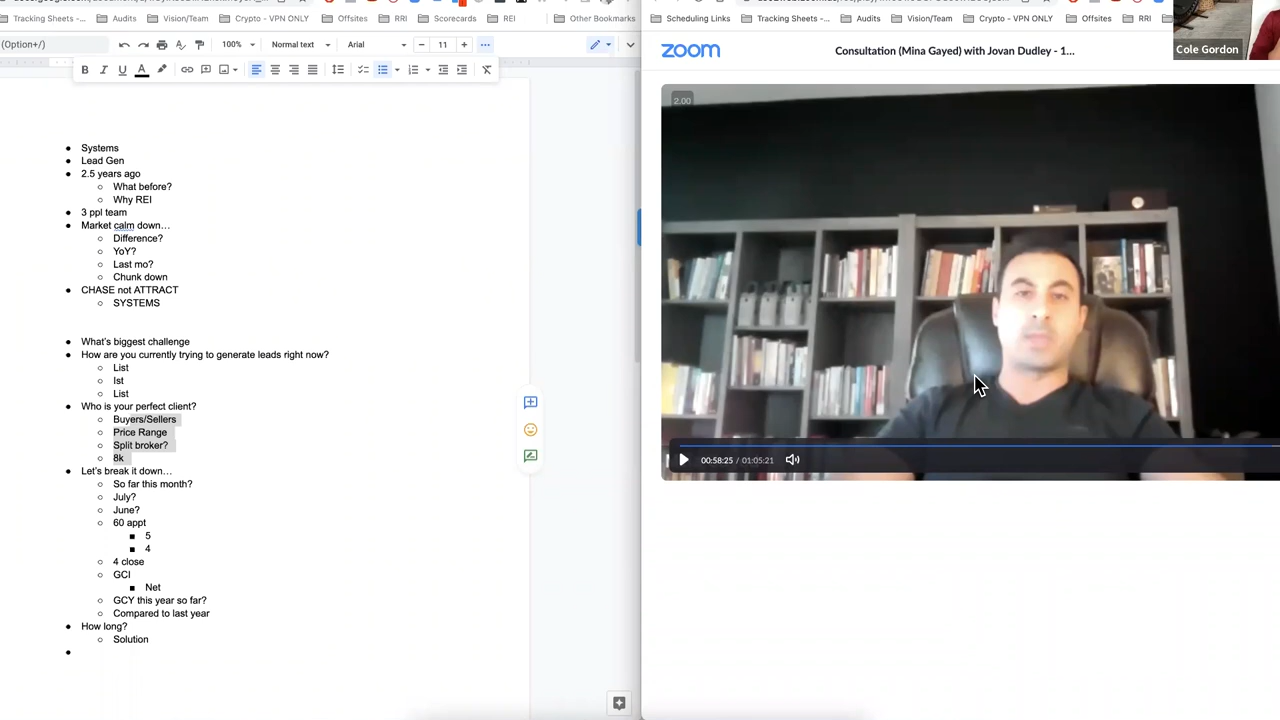 Other Bookmarks
Tracking Sheets -...
Audits
Vision/Team
Crypto - VPN ONLY
Offsites
RRI
Scorecards
REI
(Option+/)
100%
Normal text
Arial
11
Systems
Lead Gen
2.5 years ago
What before?
Why REI
3 ppl team
Market calm down…
Difference?
YoY?
Last mo?
Chunk down
CHASE not ATTRACT
SYSTEMS
What's biggest challenge
How are you currently trying to generate leads right now?
List
Ist
List
Who is your perfect client?
Buyers/Sellers
Price Range
Split broker?
8k
Let's break it down…
So far this month?
July?
June?
60 appt
5
4
4 close
GCI
Net
GCY this year so far?
Compared to last year
How long?
Solution
Scheduling Links
Tracking Sheets -...
Audits
Vision/Team
Crypto - VPN ONLY
Offsites
RRI
zoom
Consultation (Mina Gayed) with Jovan Dudley - 1...
Cole Gordon
2.00
00:58:25 / 01:05:21